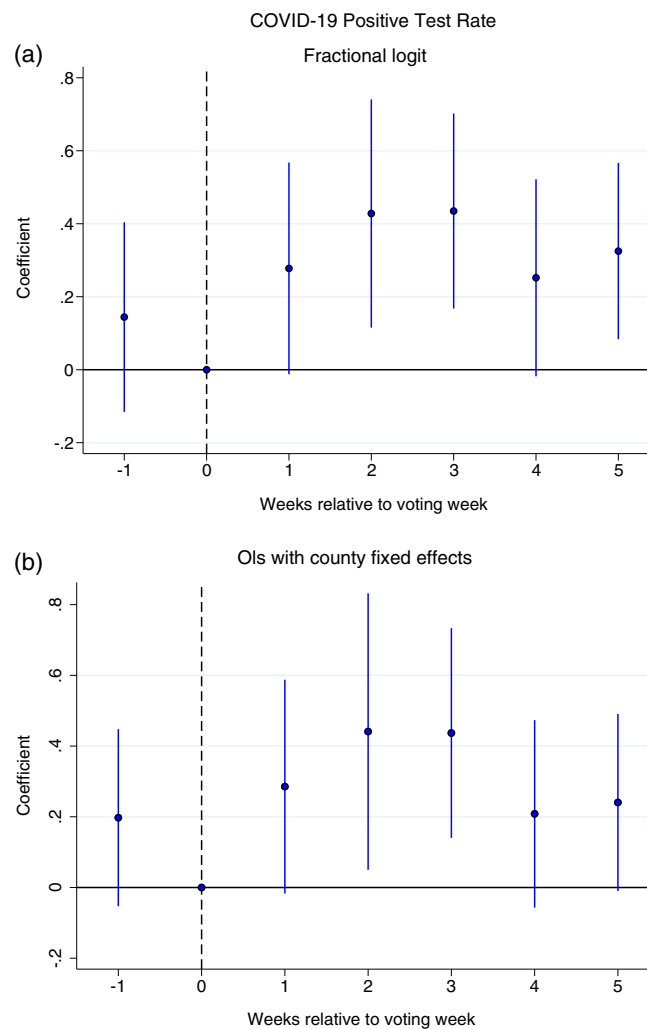 COVID-19 Positive Test Rate
(a)
Fractional logit
.8
.6
.4
.2
0
-.2
Coefficient
-1 0 1 2 3 4 5
Weeks relative to voting week
(b)
Ols with county fixed effects
.8
.6
.4
.2
0
-.2
Coefficient
-1 0 1 2 3 4 5
Weeks relative to voting week